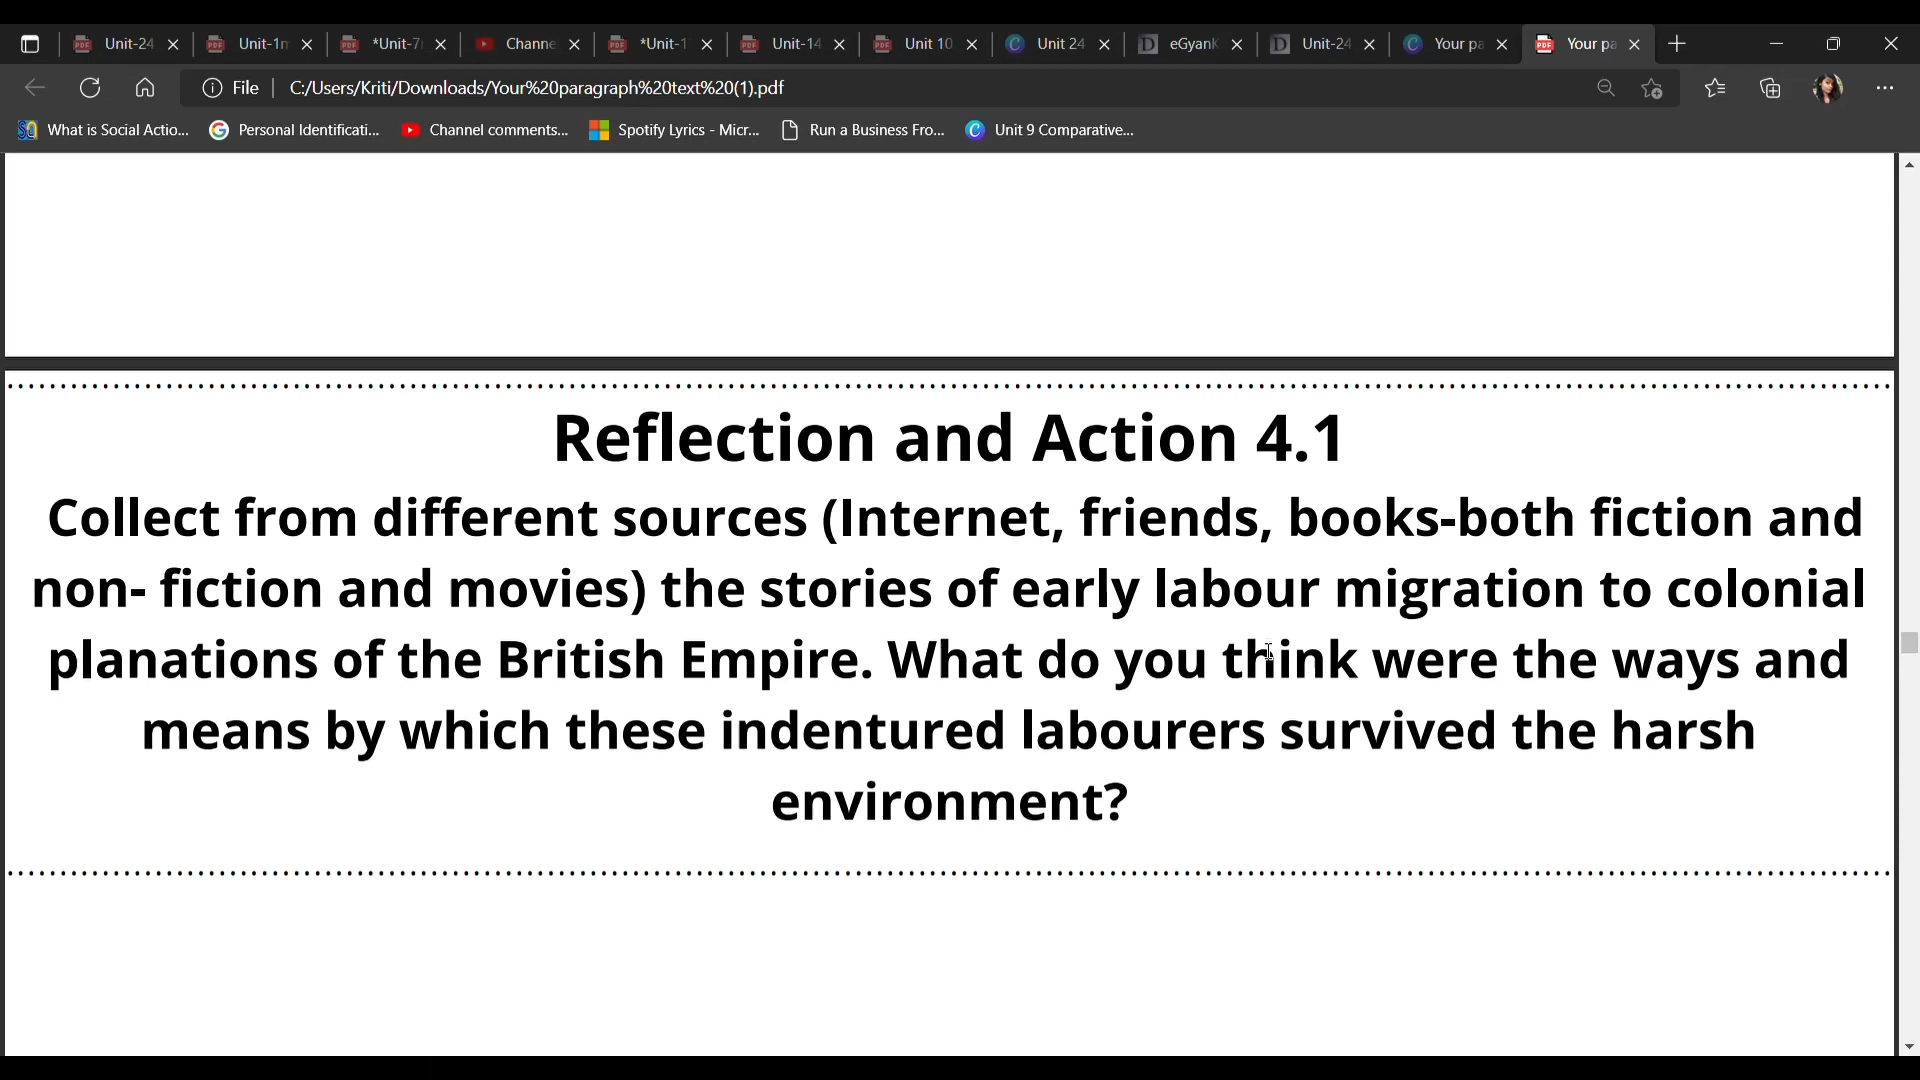 Unit-24
Unit-1m
*Unit-7
Channe
*Unit-1
Unit-14
Unit 10
Unit 24
eGyanK
Unit-24
Your pa
Your pa
File
C:/Users/Kriti/Downloads/Your%20paragraph%20text%20(1).pdf
What is Social Actio...
Personal Identificati...
Channel comments...
Spotify Lyrics - Micr...
Run a Business Fro...
Unit 9 Comparative...
Reflection and Action 4.1
Collect from different sources (Internet, friends, books-both fiction and
non- fiction and movies) the stories of early labour migration to colonial
planations of the British Empire. What do you think were the ways and
means by which these indentured labourers survived the harsh
environment?